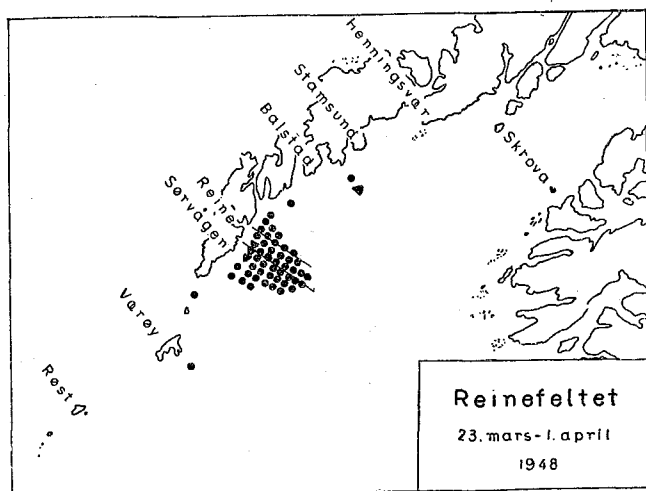 Henningsvær
Stamsund
Balstad
Reine
Sørvågen
Skrova
Værøy
Røst
Reinefeltet
23. mars-1. april
1948